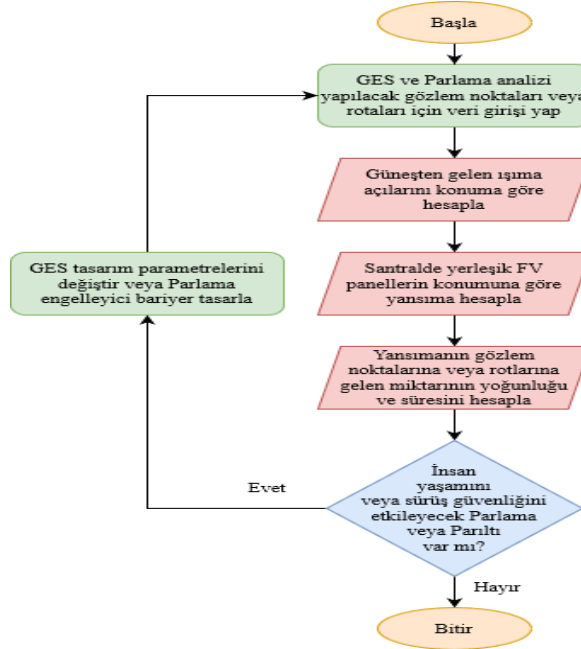 Başla
GES ve Parlama analizi
yapılacak gözlem noktaları veya
rotaları için veri girişi yap
Güneşten gelen ışıma
açılarını konuma göre
hesapla
Santralde yerleşik FV
panellerin konumuna göre
yansıma hesapla
Yansımanın gözlem
noktalarına veya rotlarına
gelen miktarının yoğunluğu
ve süresini hesapla
GES tasarım parametrelerini
değiştir veya Parlama
engelleyici bariyer tasarla
İnsan
yaşamını
veya sürüş güvenliğini
etkileyecek Parlama
veya Parıltı
var mı?
Evet
Hayır
Bitir